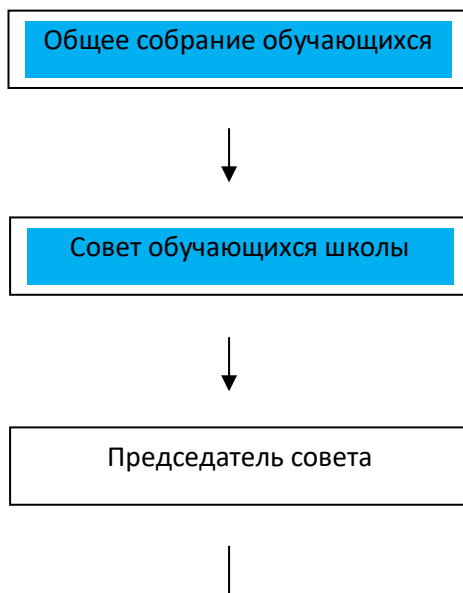 Общее собрание обучающихся
Совет обучающихся школы
Председатель совета